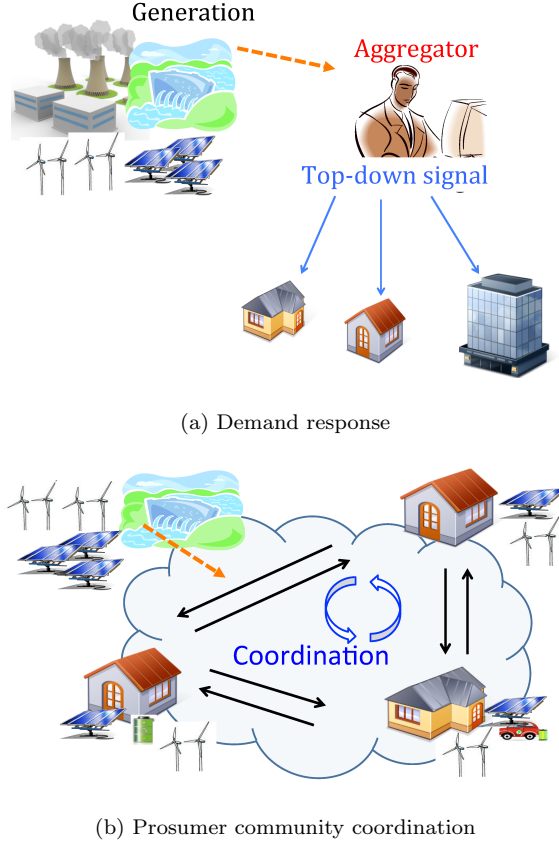 Generation
Aggregator
Top-down signal
(a) Demand response
Coordination
(b) Prosumer community coordination